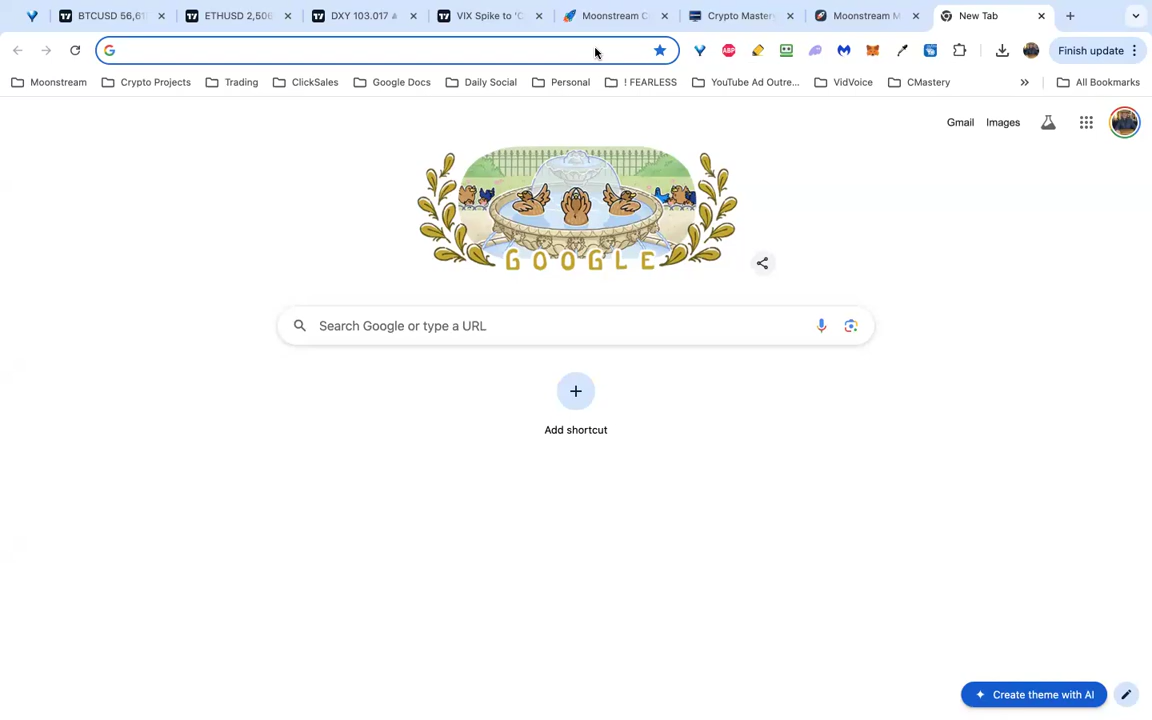 BTCUSD 56,61
ETHUSD 2,506
DXY 103.017
VIX Spike to 'C
Moonstream C
Crypto Master
Moonstream M
New Tab
ABP
Finish update
Moonstream
Crypto Projects
Trading
ClickSales
Google Docs
Daily Social
Personal
! FEARLESS
YouTube Ad Outre...
VidVoice
CMastery
All Bookmarks
Gmail
Images
GOOGLE
Search Google or type a URL
Add shortcut
Create theme with AI